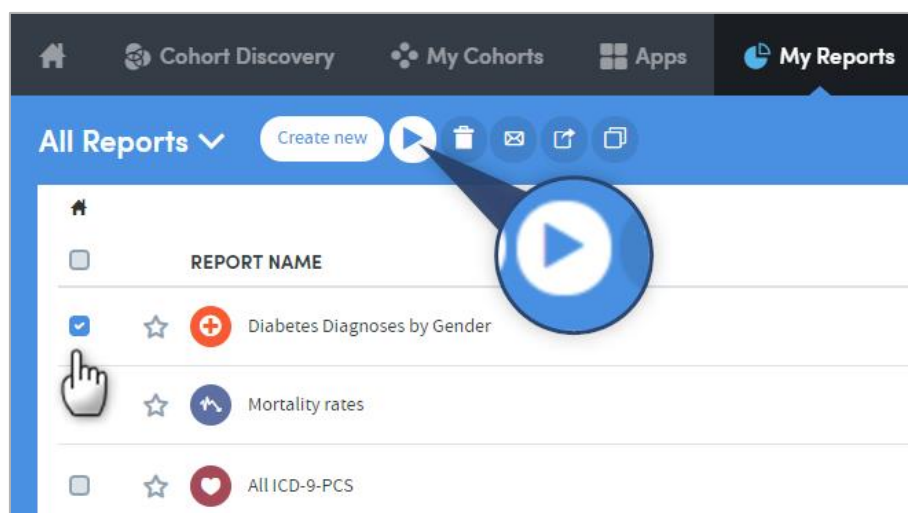 Cohort Discovery My Cohorts Apps My Reports
All Reports Create new
REPORT NAME
Diabetes Diagnoses by Gender
Mortality rates
All ICD-9-PCS